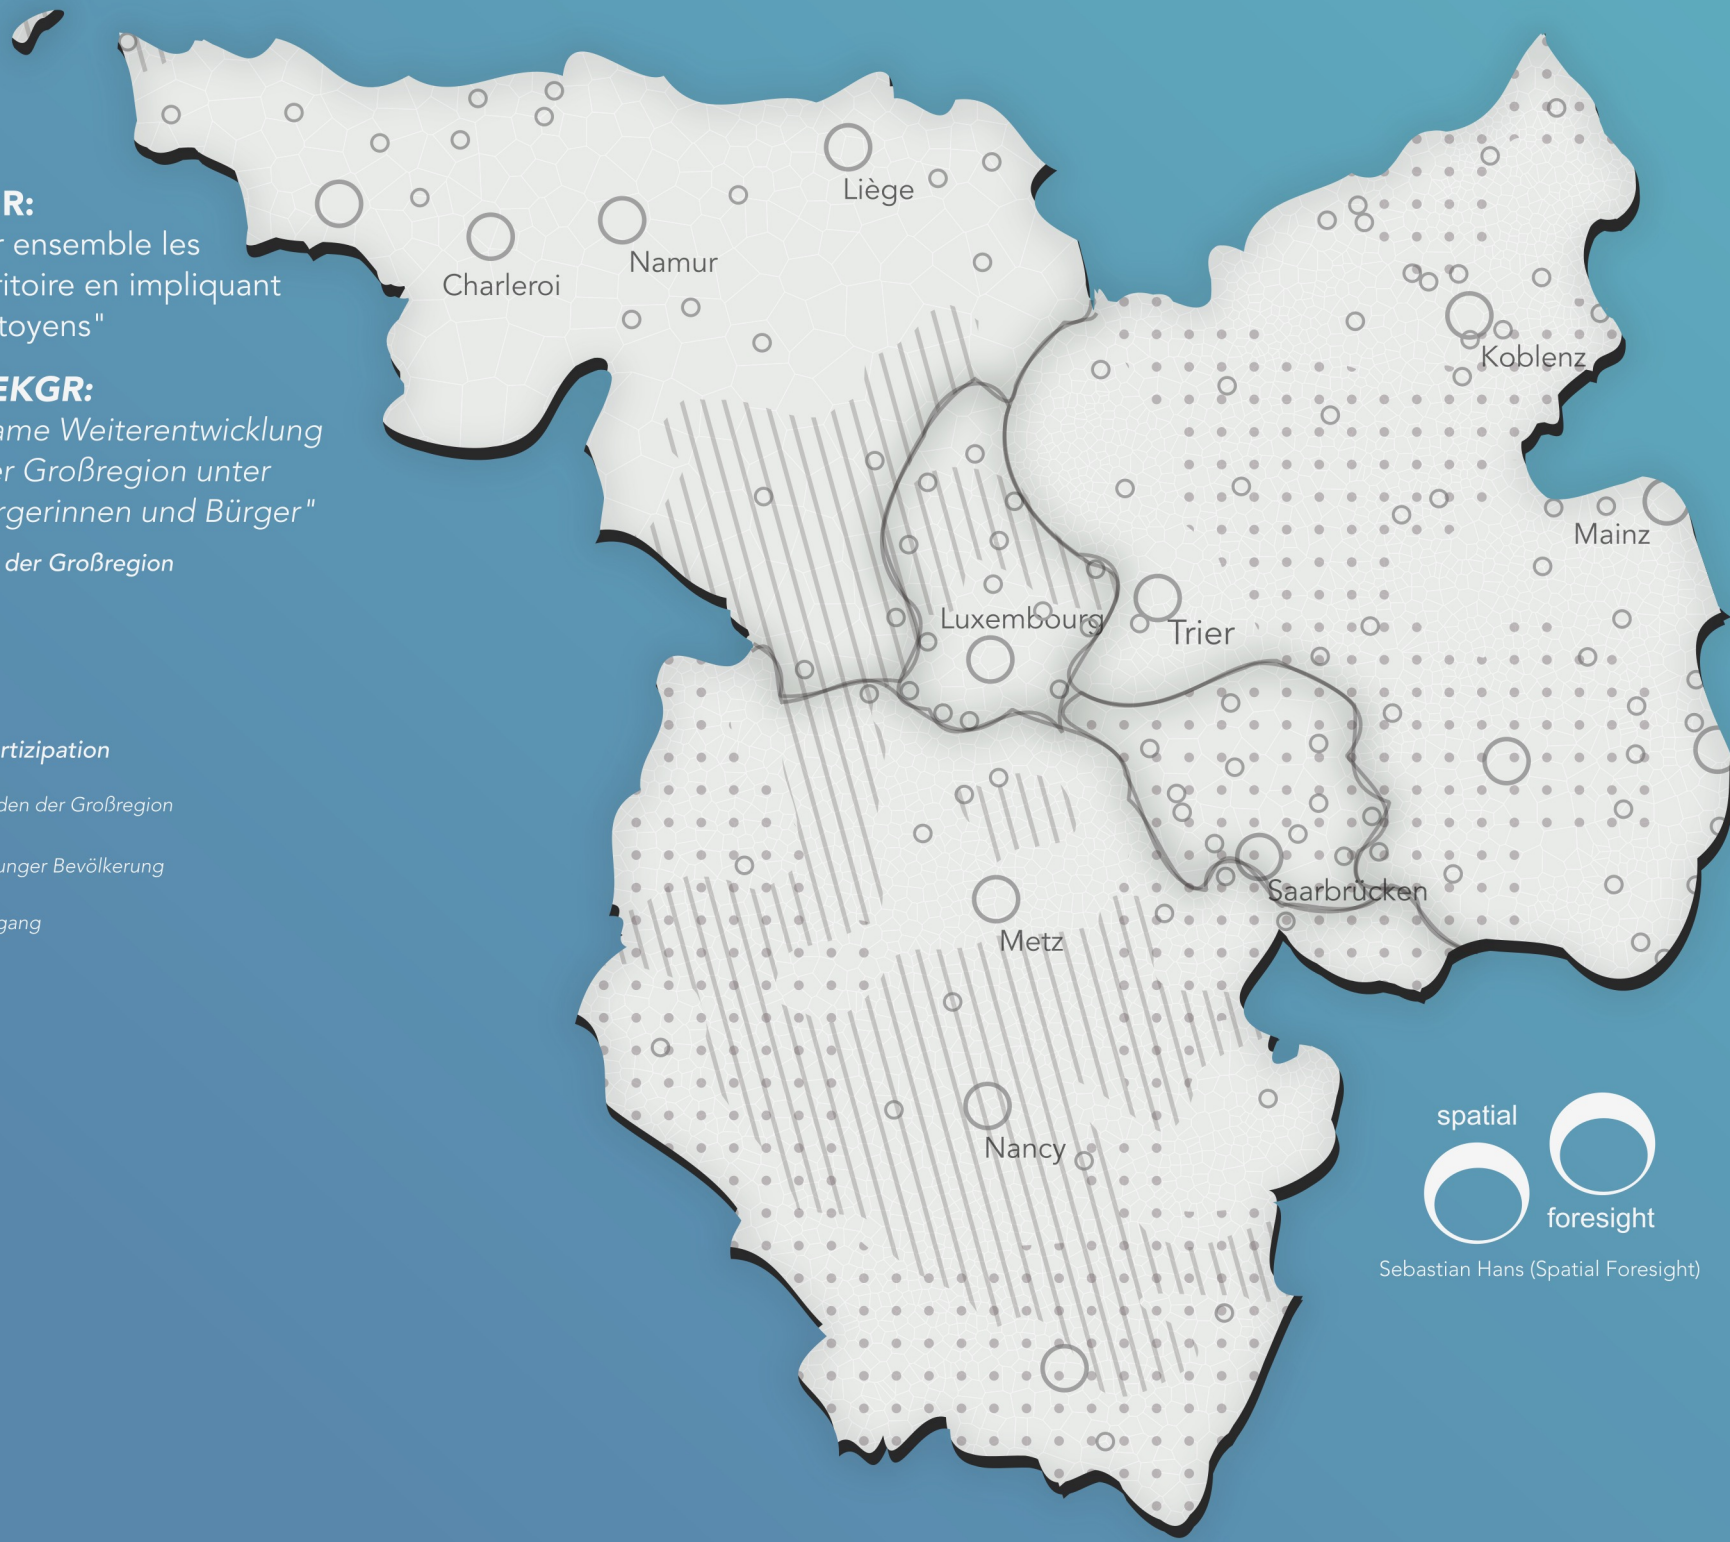 R:
r ensemble les
ritoire en impliquant
toyens"
EKGR:
ame Weiterentwicklung
er Großregion unter
rgerinnen und Bürger"
der Großregion
rtizipation
den der Großregion
unger Bevölkerung
gang
Liège
Namur
Charleroi
Koblenz
Mainz
Luxembourg
Trier
Saarbrücken
Metz
Nancy
spatial
foresight
Sebastian Hans (Spatial Foresight)